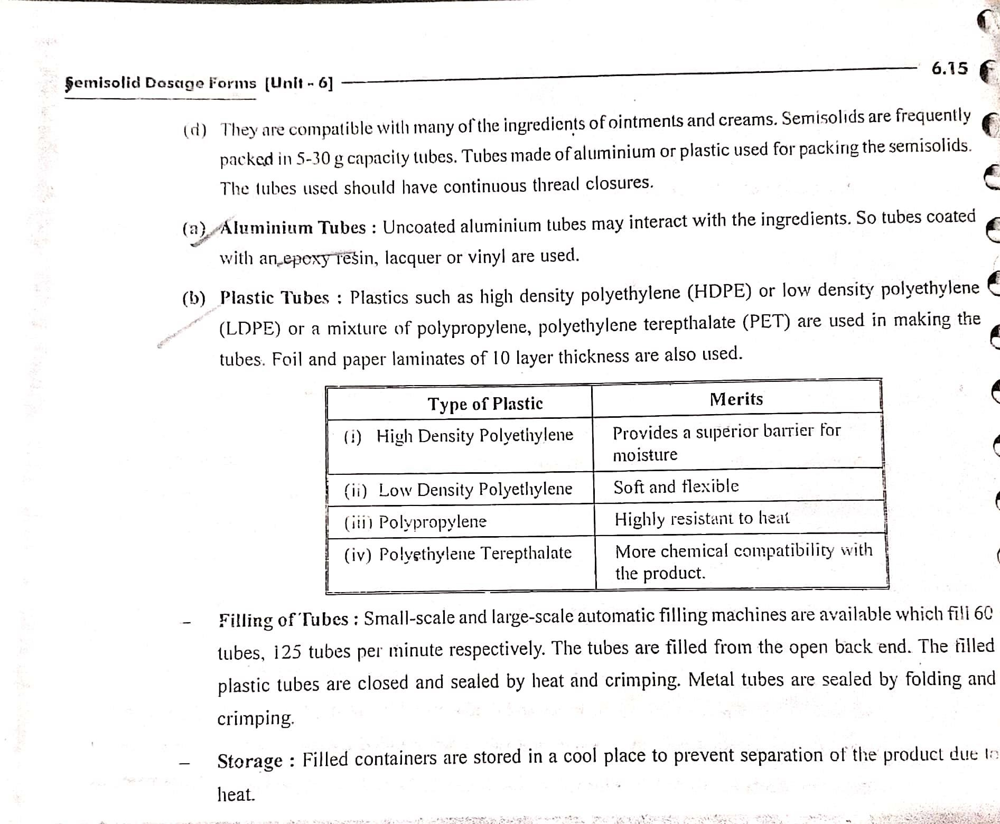 Semisolid Dosage Forms [Unit - 6] 6.15
(d) They are compatible with many of the ingredients of ointments and creams. Semisolids are frequently
packed in 5-30 g capacity tubes. Tubes made of aluminium or plastic used for packing the semisolids.
The tubes used should have continuous thread closures.
(a) Aluminium Tubes : Uncoated aluminium tubes may interact with the ingredients. So tubes coated
with an epoxy resin, lacquer or vinyl are used.
(b) Plastic Tubes : Plastics such as high density polyethylene (HDPE) or low density polyethylene
(LDPE) or a mixture of polypropylene, polyethylene terepthalate (PET) are used in making the
tubes. Foil and paper laminates of 10 layer thickness are also used.
Type of Plastic Merits
(i) High Density Polyethylene Provides a superior barrier for
moisture
(ii) Low Density Polyethylene Soft and flexible
(iii) Polypropylene Highly resistant to heat
(iv) Polyethylene Terepthalate More chemical compatibility with
the product.
– Filling of Tubes : Small-scale and large-scale automatic filling machines are available which fill 60
tubes, 125 tubes per minute respectively. The tubes are filled from the open back end. The filled
plastic tubes are closed and sealed by heat and crimping. Metal tubes are sealed by folding and
crimping.
– Storage : Filled containers are stored in a cool place to prevent separation of the product due to
heat.